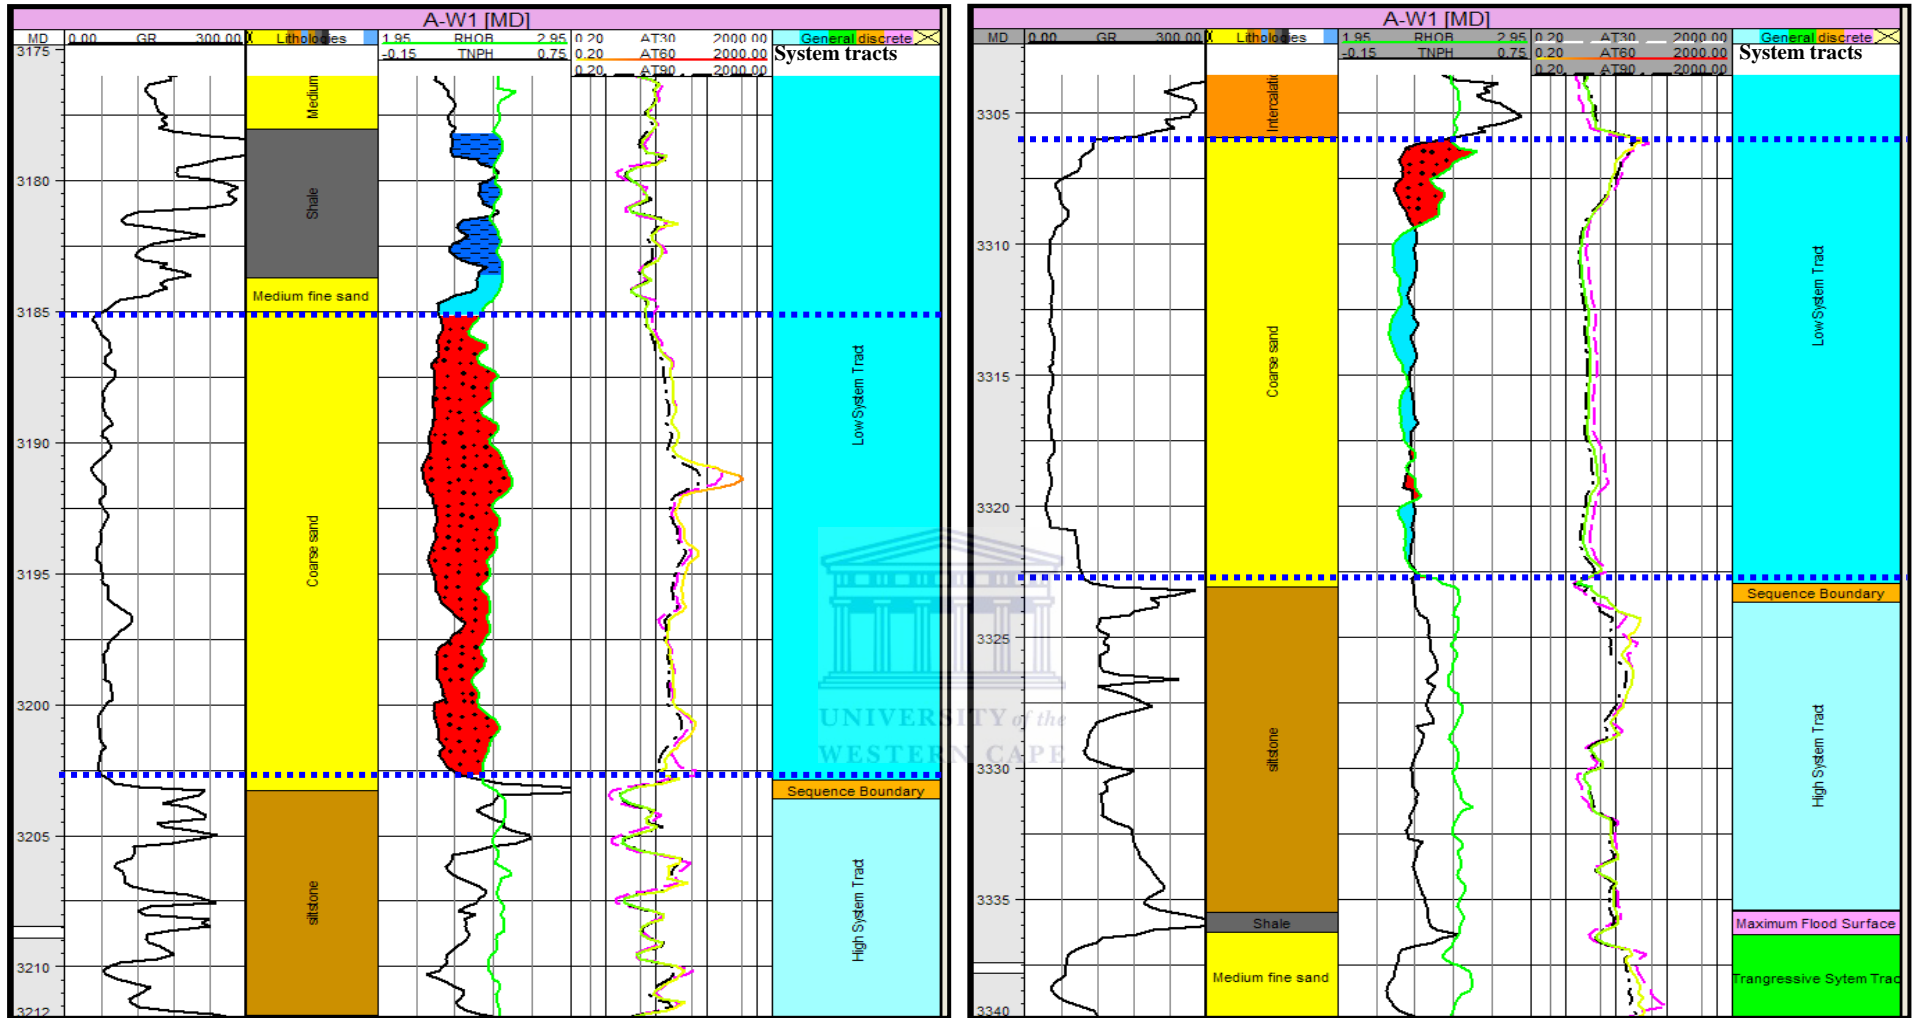 A-W1 [MD]
MD 0.00 GR 300.00 Lithologies 1.95 RHOB 2.95 0.20 AT30 2000.00 General discrete
-0.15 TNPH 0.75 0.20 AT60 2000.00 System tracts
0.20 AT90 2000.00
3175
Medium
3180
Shale
Medium fine sand
3185
Low System Tract
3190
Coarse sand
3195
3200
Sequence Boundary
3205
siltstone
High System Tract
3210
3212
A-W1 [MD]
MD 0.00 GR 300.00 Lithologies 1.95 RHOB 2.95 0.20 AT30 2000.00 General discrete
-0.15 TNPH 0.75 0.20 AT60 2000.00 System tracts
0.20 AT90 2000.00
Intercalatic
3305
3310
Low System Tract
Coarse sand
3315
3320
Sequence Boundary
3325
siltstone
High System Tract
3330
3335
Shale
Maximum Flood Surface
Medium fine sand
Trangressive Sytem Trac
3340
UNIVERSITY of the
WESTERN CAPE